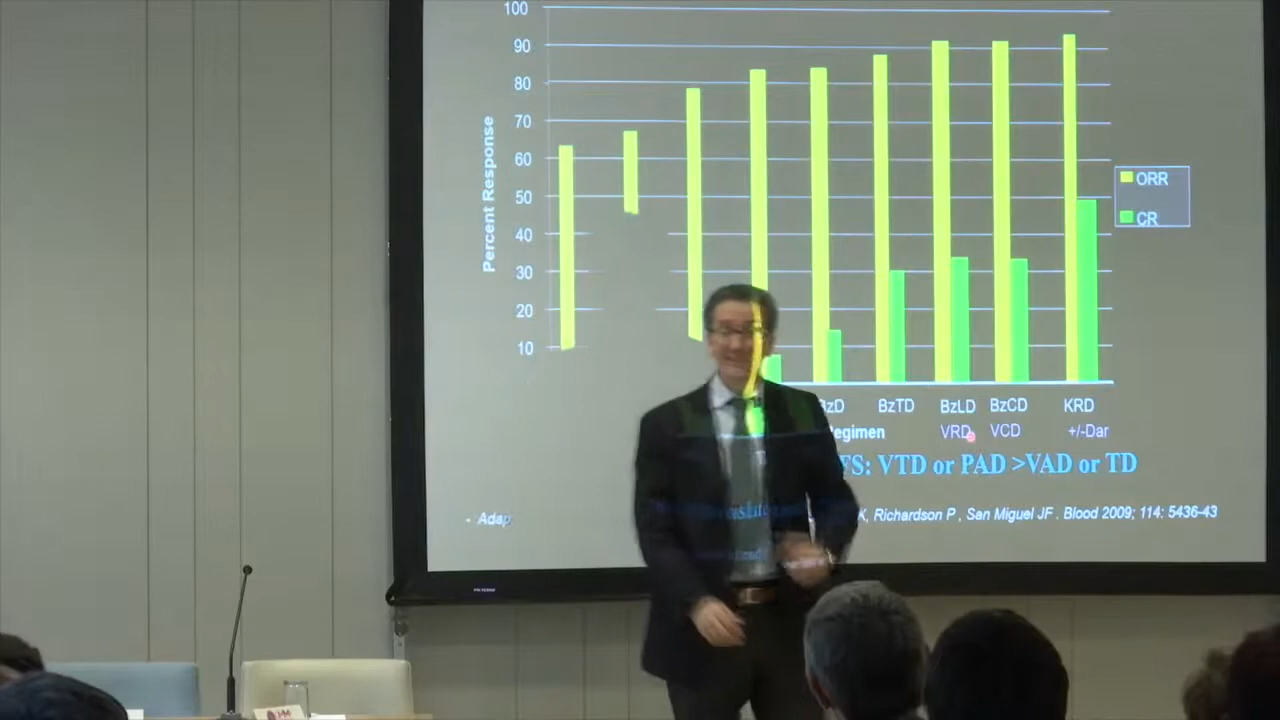 100
90
80
70
60
50
40
30
20
10
Percent Response
ORR
CR
BzD BzTD BzLD BzCD KRD
Regimen VRD VCD +/-Dar
FS: VTD or PAD >VAD or TD
- Adap K, Richardson P , San Miguel JF . Blood 2009; 114: 5436-43